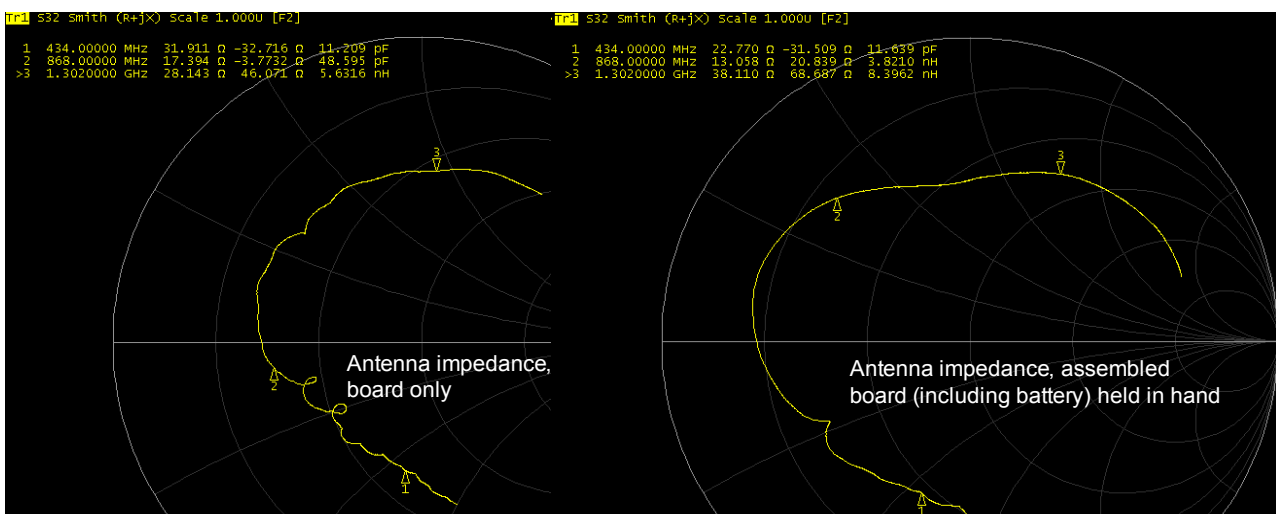 Tr1 S32 Smith (R+jX) Scale 1.000U [F2]
1 434.00000 MHz 31.911 Ω -32.716 Ω 11.209 pF
2 868.00000 MHz 17.394 Ω -3.7732 Ω 48.595 pF
>3 1.3020000 GHz 28.143 Ω 46.071 Ω 5.6316 nH
3
2
1
Antenna impedance,
board only
Tr1 S32 Smith (R+jX) Scale 1.000U [F2]
1 434.00000 MHz 22.770 Ω -31.509 Ω 11.639 pF
2 868.00000 MHz 13.058 Ω 20.839 Ω 3.8210 nH
>3 1.3020000 GHz 38.110 Ω 68.687 Ω 8.3962 nH
3
2
Antenna impedance, assembled
board (including battery) held in hand
1